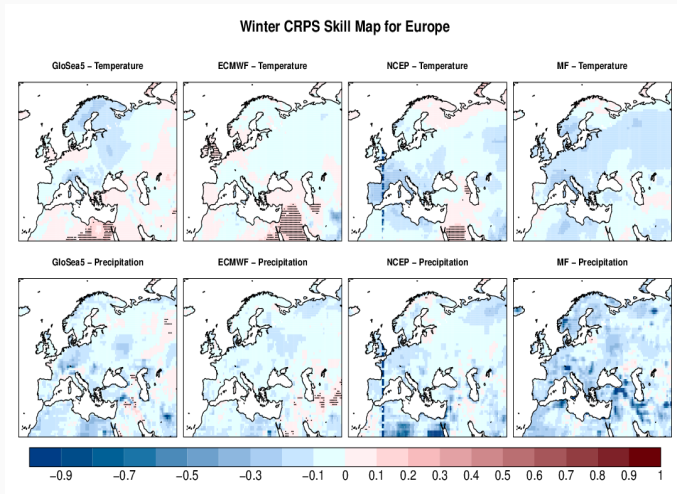 Winter CRPS Skill Map for Europe
GloSea5 – Temperature
ECMWF – Temperature
NCEP – Temperature
MF – Temperature
GloSea5 – Precipitation
ECMWF – Precipitation
NCEP – Precipitation
MF – Precipitation
−0.9 −0.7 −0.5 −0.3 −0.1 0 0.1 0.2 0.3 0.4 0.5 0.6 0.7 0.8 0.9 1